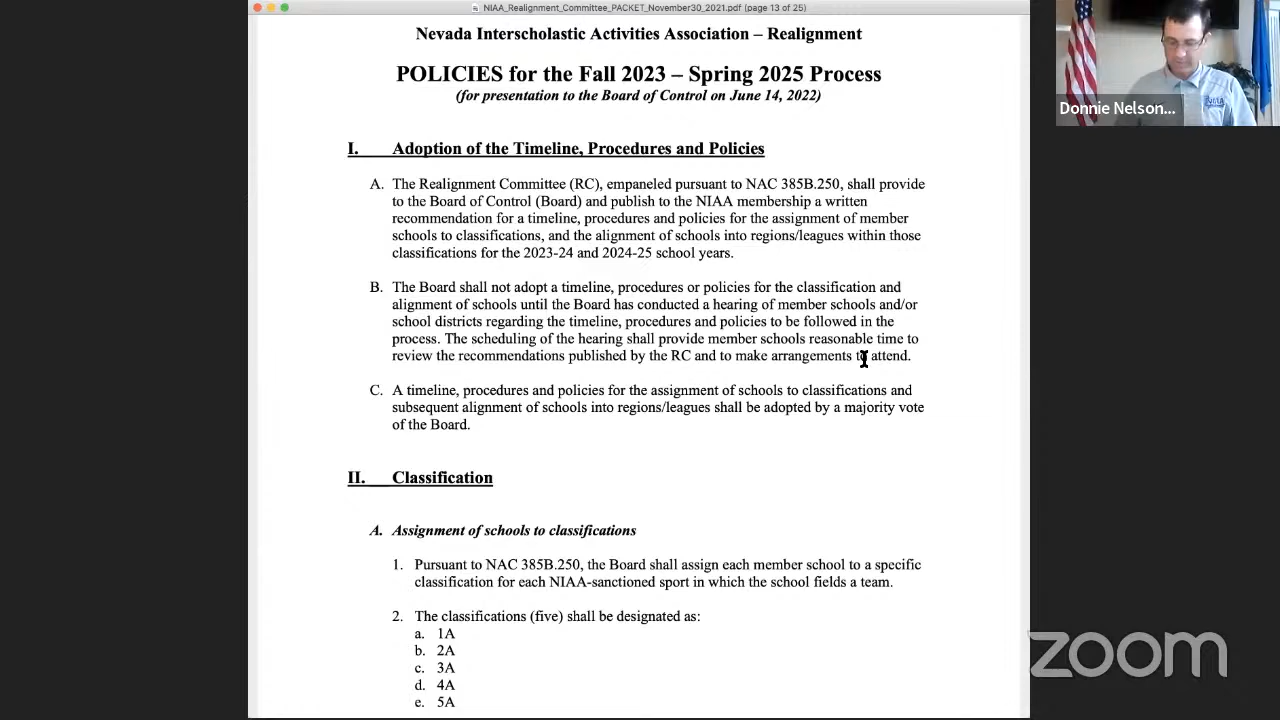 NIAA_Realignment_Committee_PACKET_November30_2021.pdf (page 13 of 25)
Nevada Interscholastic Activities Association – Realignment
POLICIES for the Fall 2023 – Spring 2025 Process
(for presentation to the Board of Control on June 14, 2022)
I. Adoption of the Timeline, Procedures and Policies
A. The Realignment Committee (RC), empaneled pursuant to NAC 385B.250, shall provide
to the Board of Control (Board) and publish to the NIAA membership a written
recommendation for a timeline, procedures and policies for the assignment of member
schools to classifications, and the alignment of schools into regions/leagues within those
classifications for the 2023-24 and 2024-25 school years.
B. The Board shall not adopt a timeline, procedures or policies for the classification and
alignment of schools until the Board has conducted a hearing of member schools and/or
school districts regarding the timeline, procedures and policies to be followed in the
process. The scheduling of the hearing shall provide member schools reasonable time to
review the recommendations published by the RC and to make arrangements to attend.
C. A timeline, procedures and policies for the assignment of schools to classifications and
subsequent alignment of schools into regions/leagues shall be adopted by a majority vote
of the Board.
II. Classification
A. Assignment of schools to classifications
1. Pursuant to NAC 385B.250, the Board shall assign each member school to a specific
classification for each NIAA-sanctioned sport in which the school fields a team.
2. The classifications (five) shall be designated as:
a. 1A
b. 2A
c. 3A
d. 4A
e. 5A
Donnie Nelson...
zoom